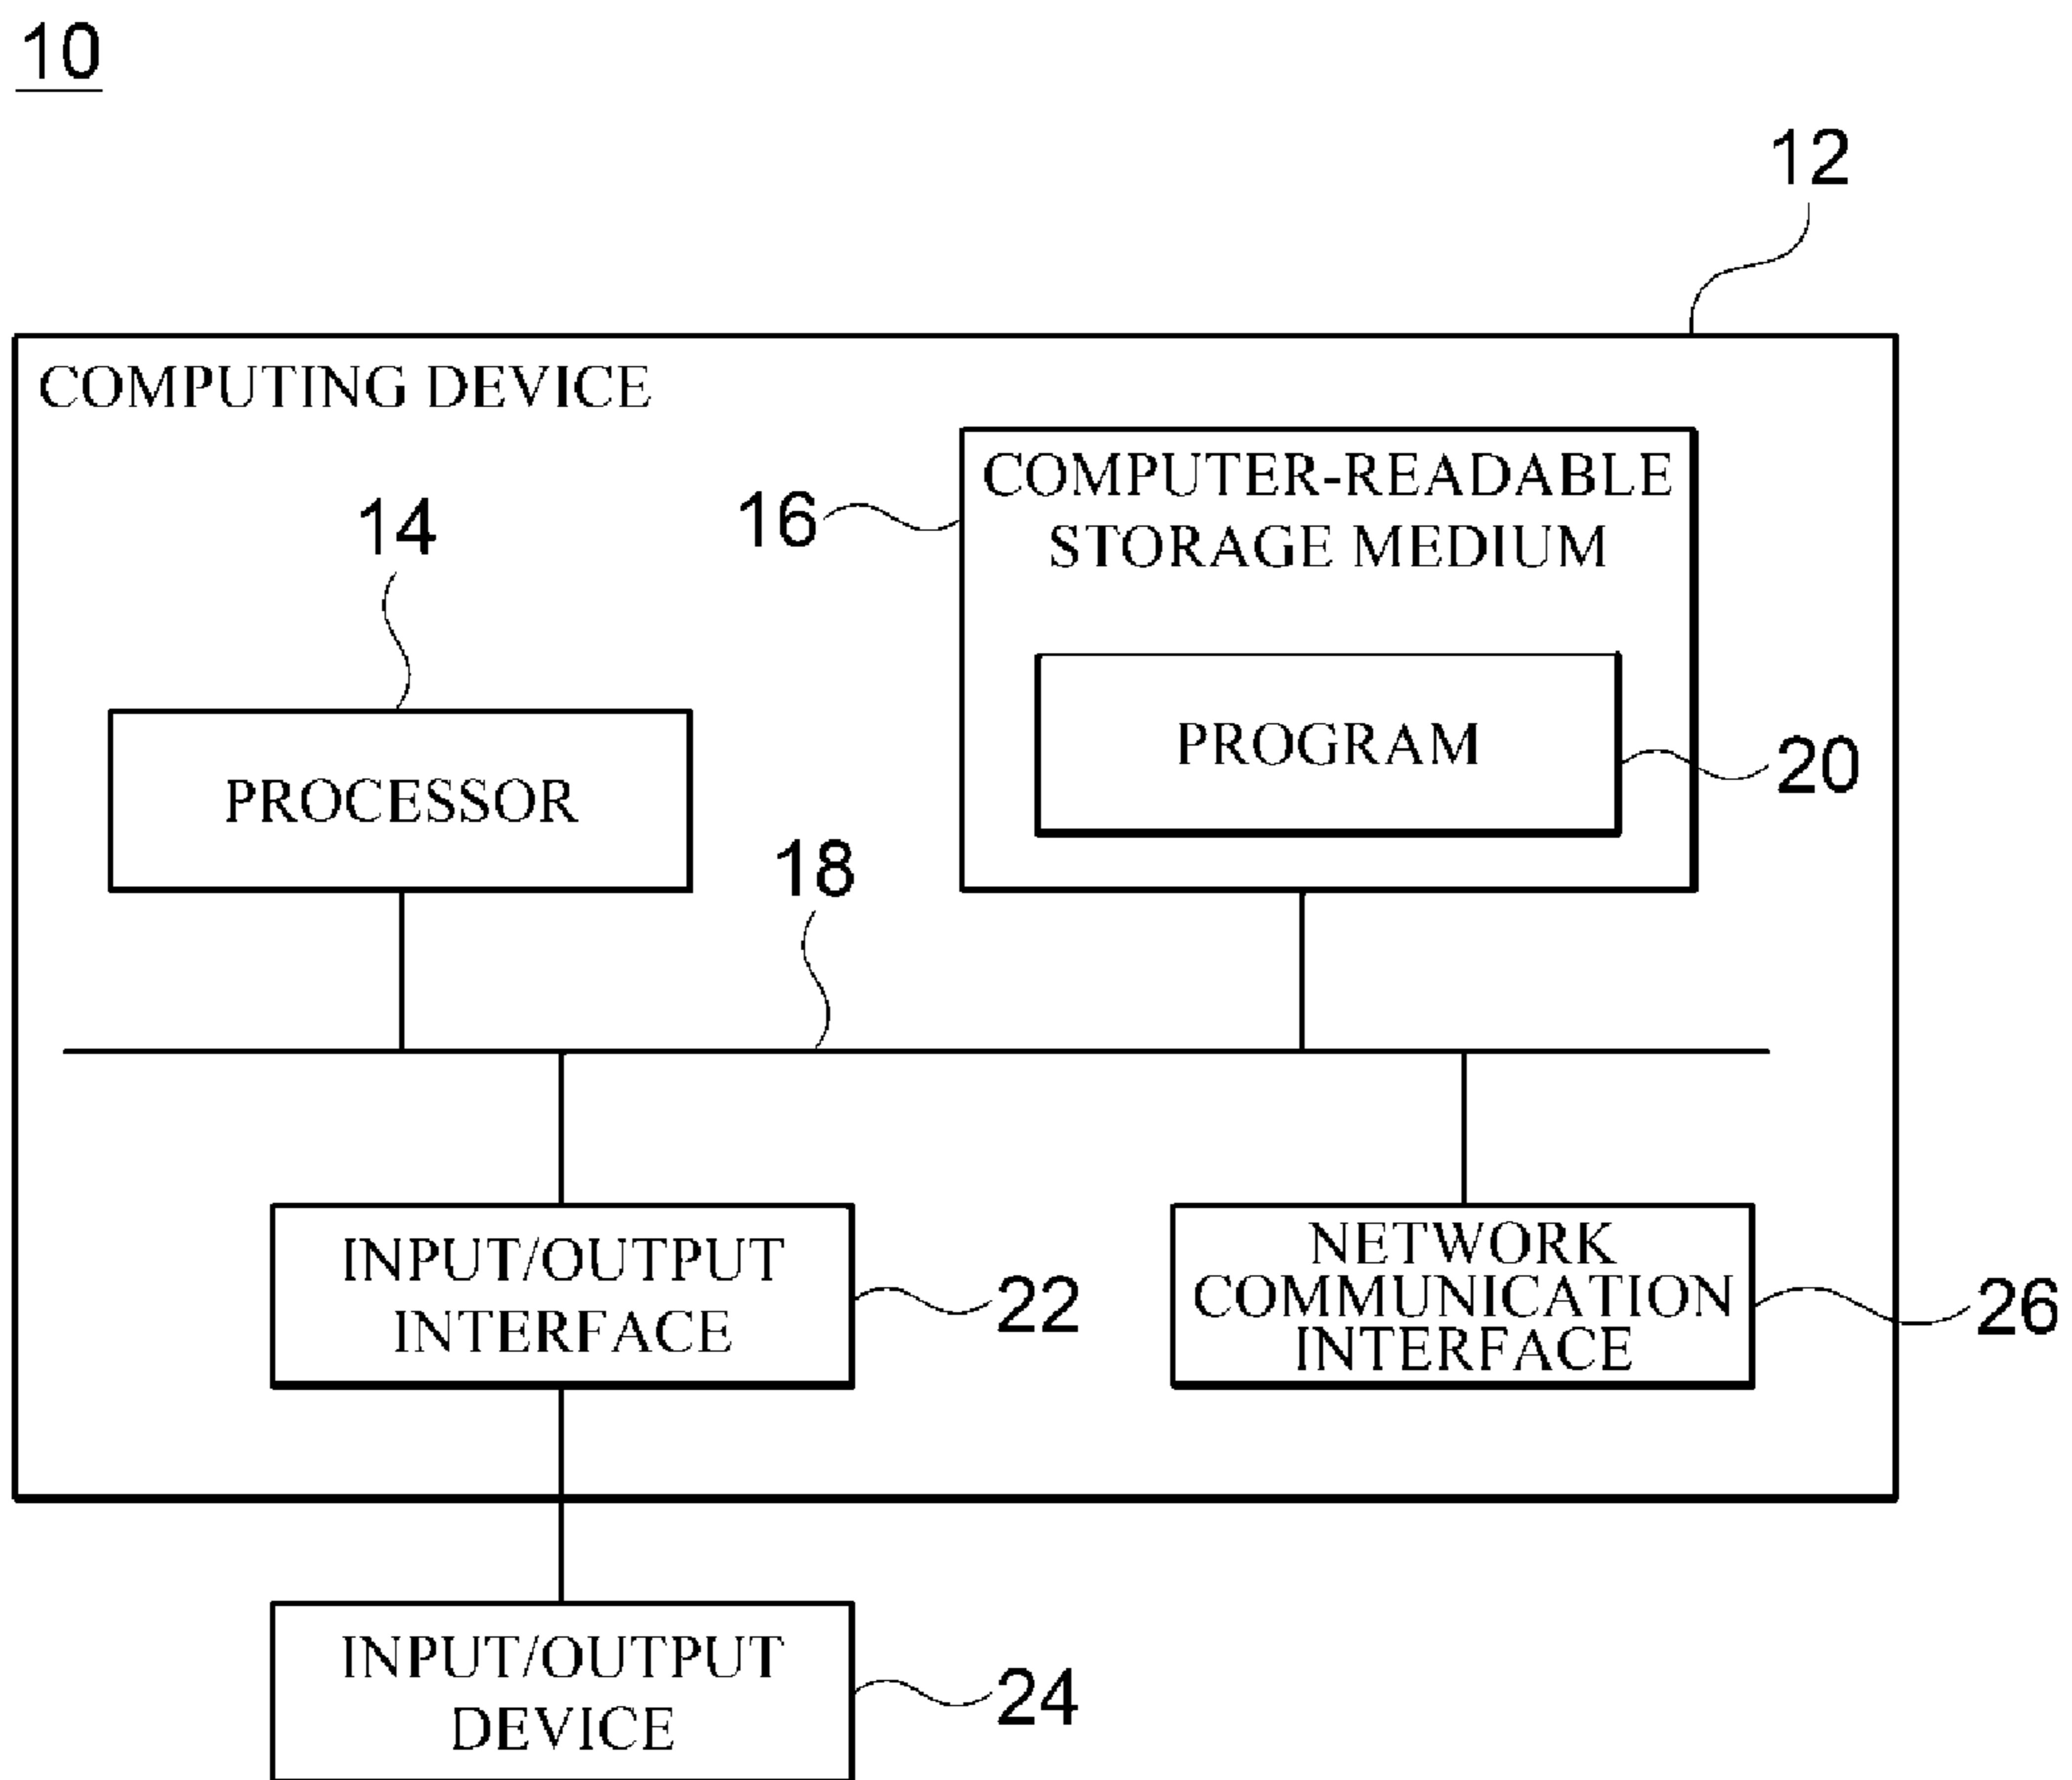 10
12
COMPUTING DEVICE
COMPUTER-READABLE
STORAGE MEDIUM
16
14
PROGRAM
20
PROCESSOR
18
INPUT/OUTPUT
INTERFACE
22
NETWORK
COMMUNICATION
INTERFACE
26
INPUT/OUTPUT
DEVICE
24